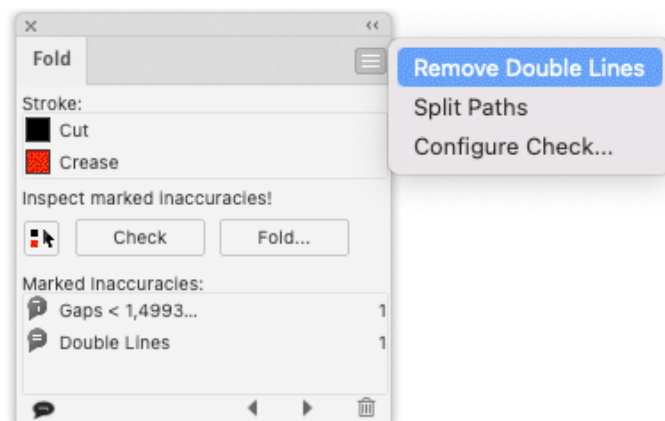 Fold
Remove Double Lines
Split Paths
Configure Check...
Stroke:
Cut
Crease
Inspect marked inaccuracies!
Check Fold...
Marked Inaccuracies:
Gaps < 1,4993... 1
Double Lines 1